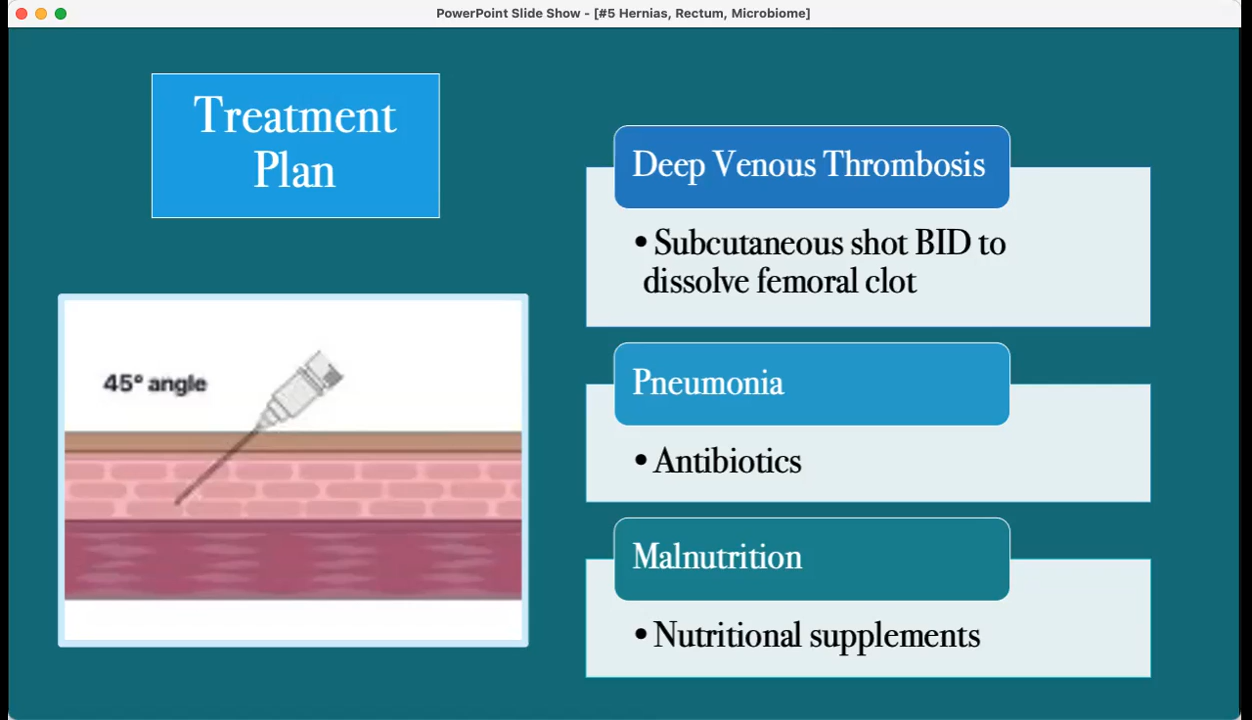 PowerPoint Slide Show - [#5 Hernias, Rectum, Microbiome]
Treatment
Plan
45° angle
Deep Venous Thrombosis
• Subcutaneous shot BID to
dissolve femoral clot
Pneumonia
• Antibiotics
Malnutrition
• Nutritional supplements